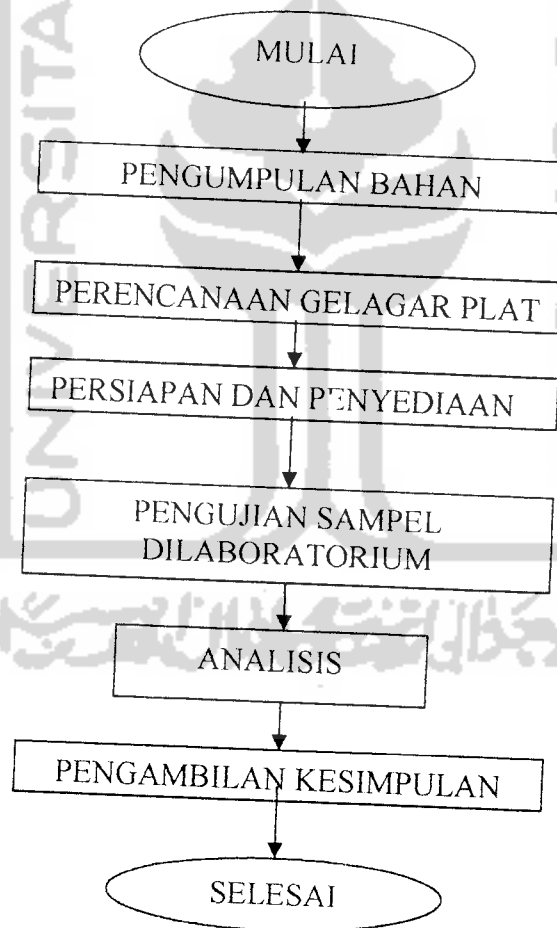 MULAI
PENGUMPULAN BAHAN
PERENCANAAN GELAGAR PLAT
PERSIAPAN DAN PENYEDIAAN
PENGUJIAN SAMPEL
DILABORATORIUM
ANALISIS
PENGAMBILAN KESIMPULAN
SELESAI